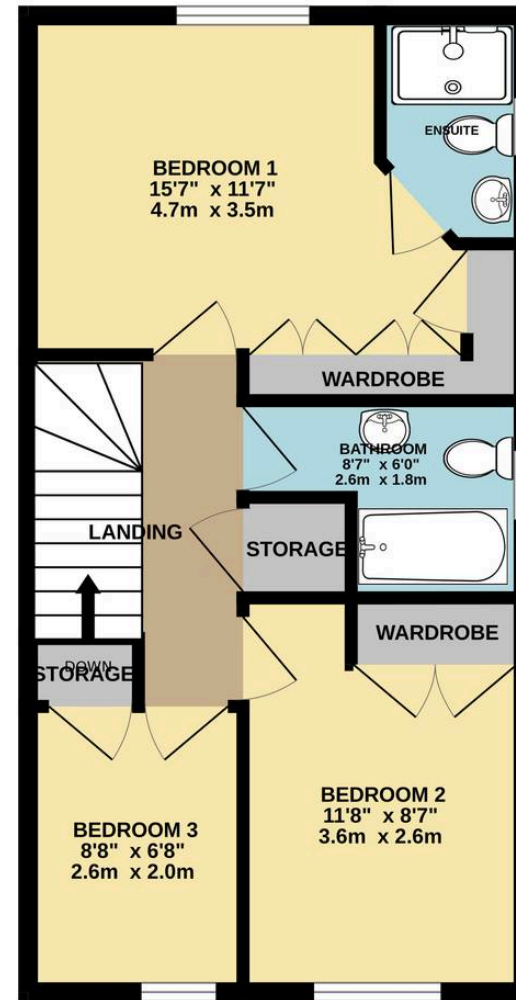 BEDROOM 1
15'7" x 11'7"
4.7m x 3.5m
ENSUITE
WARDROBE
BATHROOM
8'7" x 6'0"
2.6m x 1.8m
LANDING
STORAGE
WARDROBE
DOWN
STORAGE
BEDROOM 2
11'8" x 8'7"
3.6m x 2.6m
BEDROOM 3
8'8" x 6'8"
2.6m x 2.0m